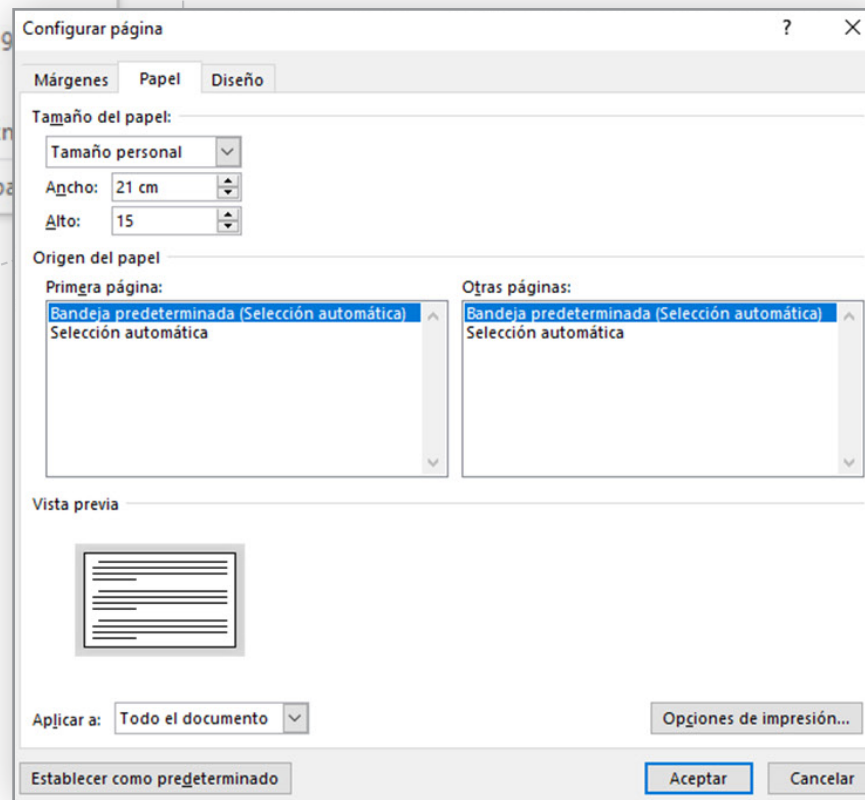 Configurar página
? ×
Márgenes Papel Diseño
Tamaño del papel:
Tamaño personal
Ancho: 21 cm
Alto: 15
Origen del papel
Primera página:
Bandeja predeterminada (Selección automática)
Selección automática
Otras páginas:
Bandeja predeterminada (Selección automática)
Selección automática
Vista previa
Aplicar a: Todo el documento
Opciones de impresión...
Establecer como predeterminado
Aceptar
Cancelar